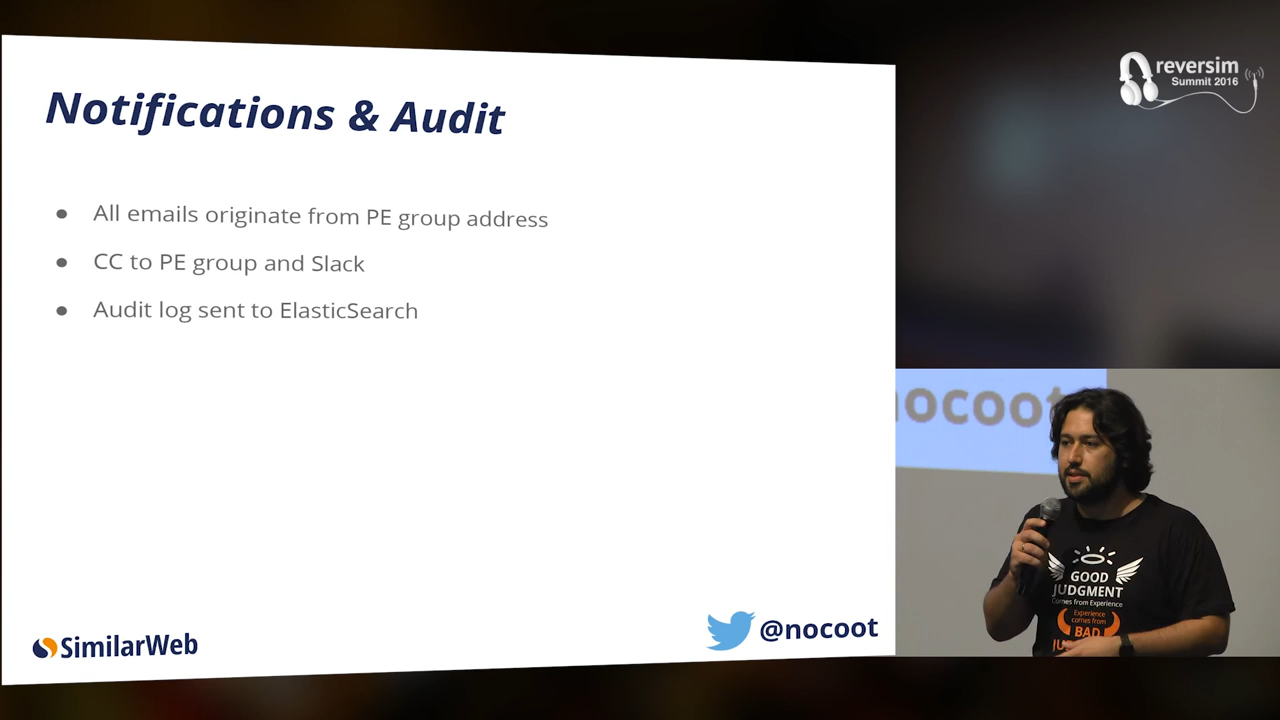 Notifications & Audit
● All emails originate from PE group address
● CC to PE group and Slack
● Audit log sent to ElasticSearch
SimilarWeb
@nocoot
reversim
Summit 2016
nocoot
GOOD
JUDGMENT
Comes from Experience
Experience
comes from
BAD